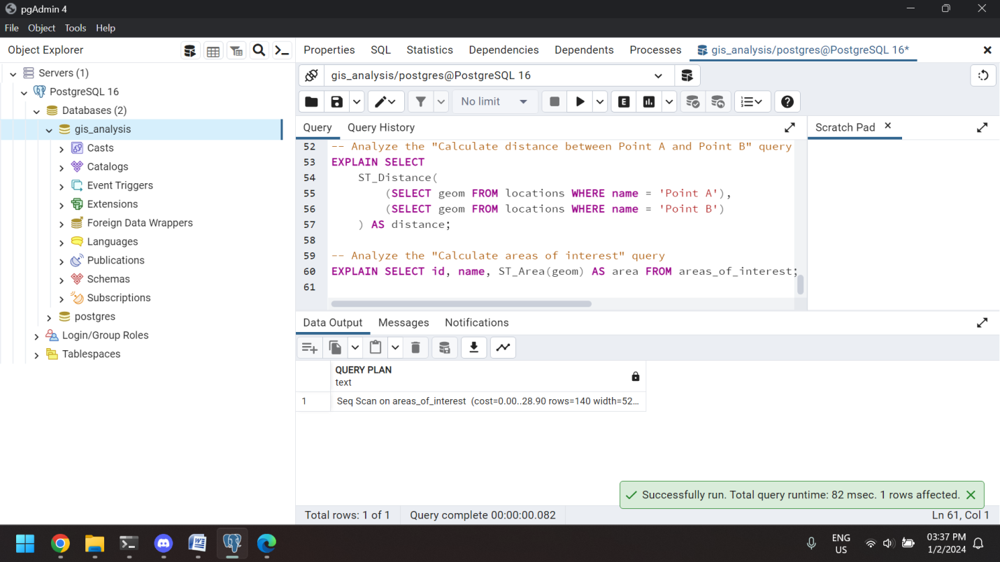 pgAdmin 4
File Object Tools Help
Object Explorer
Properties SQL Statistics Dependencies Dependents Processes gis_analysis/postgres@PostgreSQL 16*
Servers (1)
PostgreSQL 16
Databases (2)
gis_analysis
Casts
Catalogs
Event Triggers
Extensions
Foreign Data Wrappers
Languages
Publications
Schemas
Subscriptions
postgres
Login/Group Roles
Tablespaces
gis_analysis/postgres@PostgreSQL 16
No limit
E
Query Query History
Scratch Pad
52 -- Analyze the "Calculate distance between Point A and Point B" query
53 EXPLAIN SELECT
54 ST_Distance(
55 (SELECT geom FROM locations WHERE name = 'Point A'),
56 (SELECT geom FROM locations WHERE name = 'Point B')
57 ) AS distance;
58
59 -- Analyze the "Calculate areas of interest" query
60 EXPLAIN SELECT id, name, ST_Area(geom) AS area FROM areas_of_interest;
61
Data Output Messages Notifications
QUERY PLAN
text
1 Seq Scan on areas_of_interest (cost=0.00..28.90 rows=140 width=52...
Successfully run. Total query runtime: 82 msec. 1 rows affected.
Total rows: 1 of 1 Query complete 00:00:00.082 Ln 61, Col 1
ENG
US
03:37 PM
1/2/2024